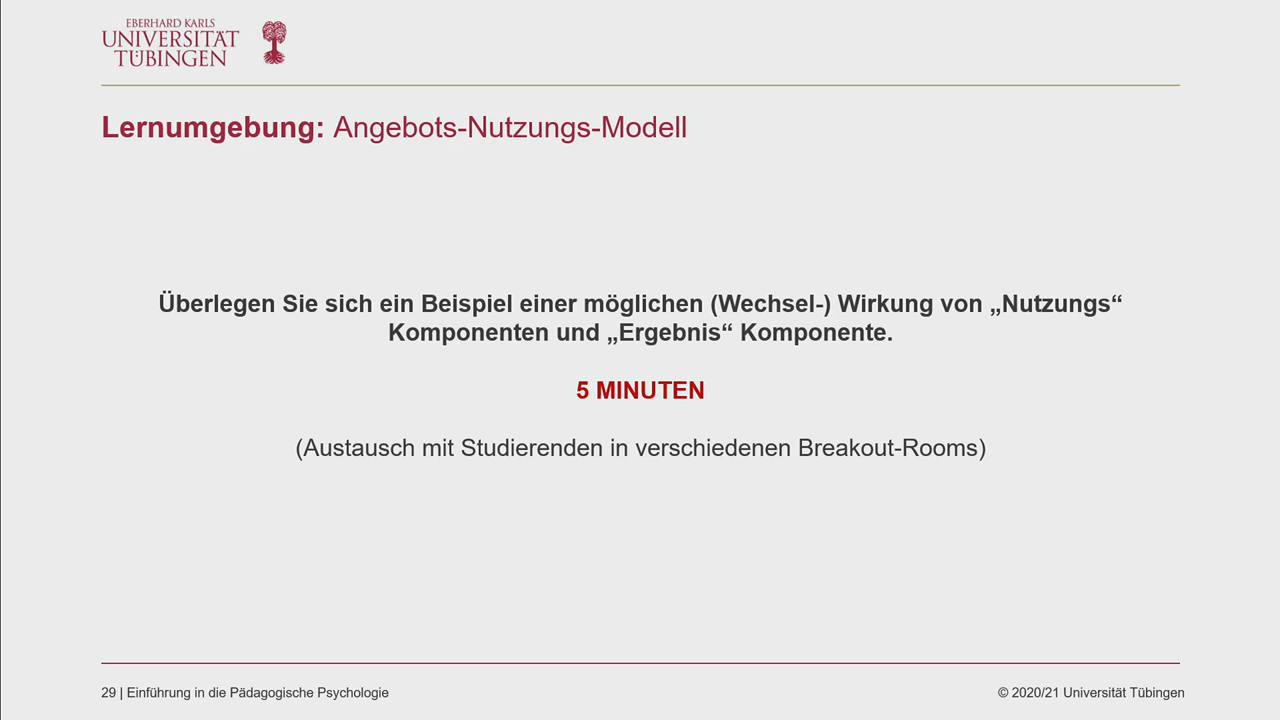 EBERHARD KARLS
UNIVERSITÄT
TÜBINGEN
Lernumgebung: Angebots-Nutzungs-Modell
Überlegen Sie sich ein Beispiel einer möglichen (Wechsel-) Wirkung von „Nutzungs“
Komponenten und „Ergebnis“ Komponente.
5 MINUTEN
(Austausch mit Studierenden in verschiedenen Breakout-Rooms)
29 | Einführung in die Pädagogische Psychologie
© 2020/21 Universität Tübingen